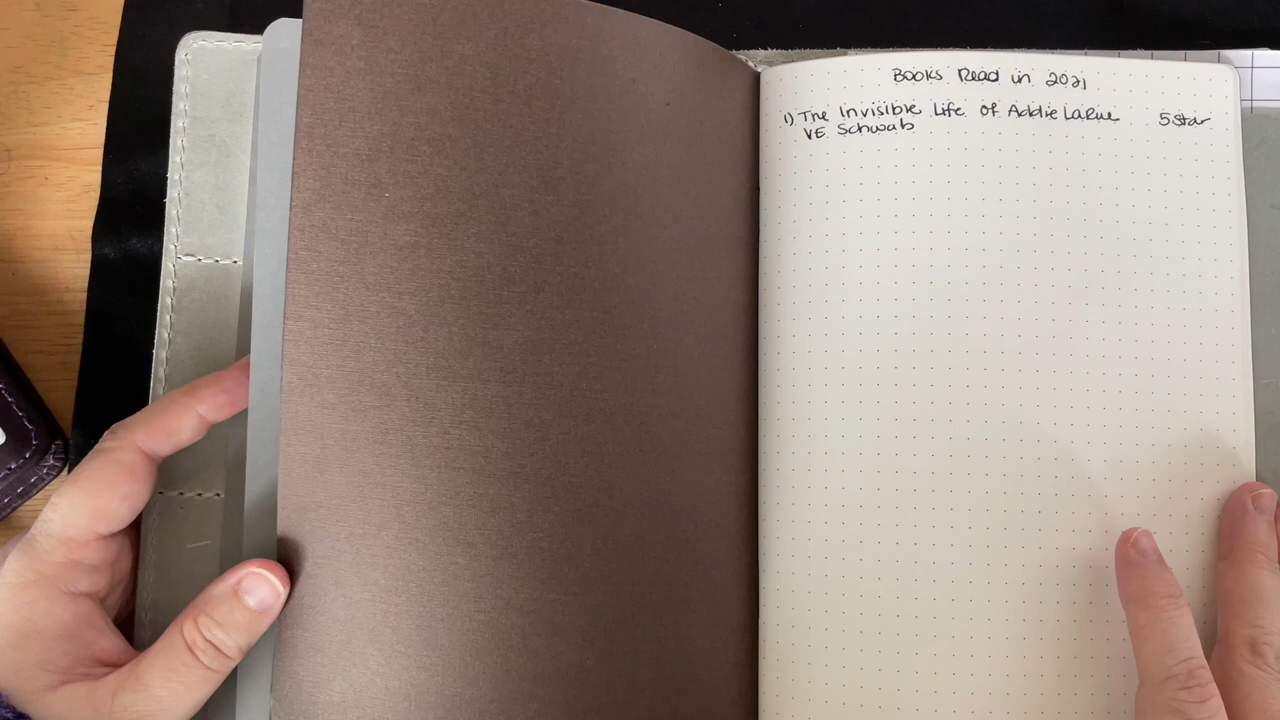 Books Read in 2021
1) The Invisible Life of Addie LaRue 5 Star
VE Schwab